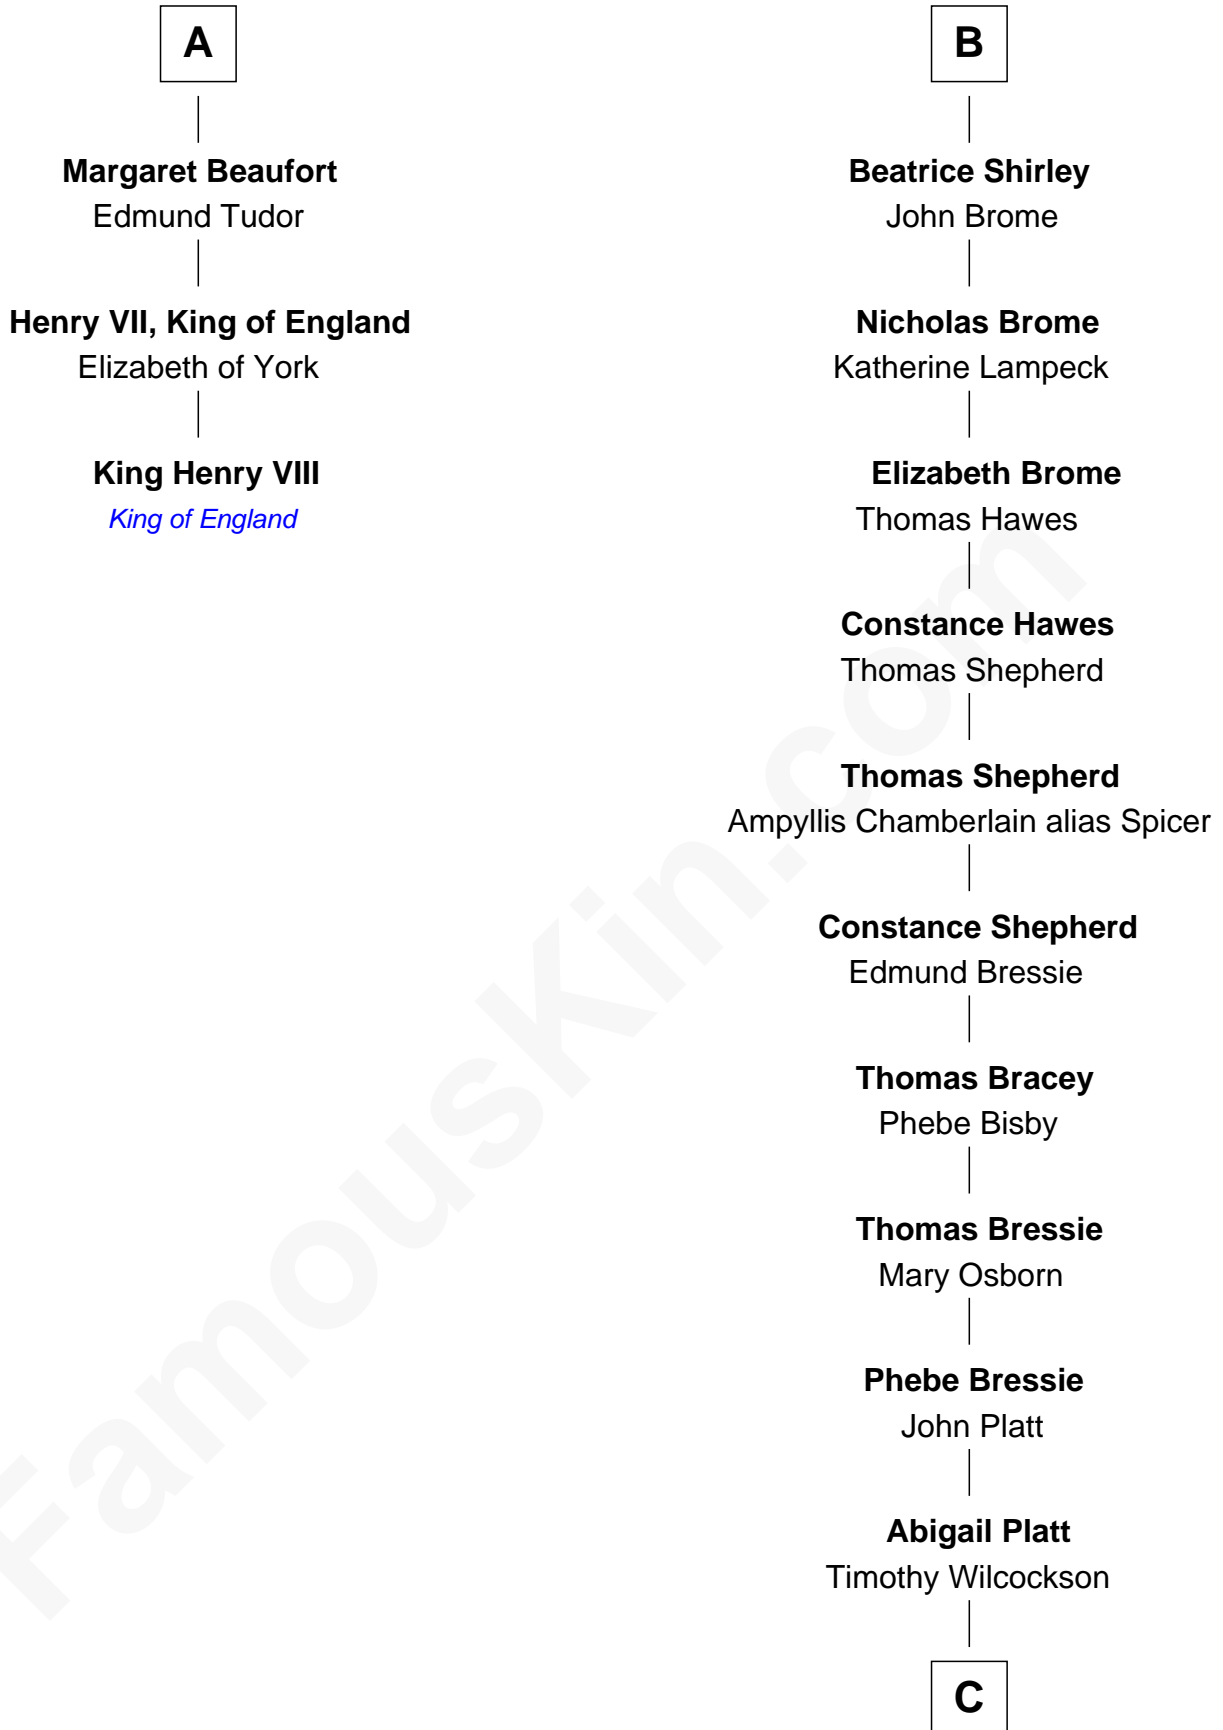 A
Margaret Beaufort
Edmund Tudor
Henry VII, King of England
Elizabeth of York
King Henry VIII
King of England
B
Beatrice Shirley
John Brome
Nicholas Brome
Katherine Lampeck
Elizabeth Brome
Thomas Hawes
Constance Hawes
Thomas Shepherd
Thomas Shepherd
Ampyllis Chamberlain alias Spicer
Constance Shepherd
Edmund Bressie
Thomas Bracey
Phebe Bisby
Thomas Bressie
Mary Osborn
Phebe Bressie
John Platt
Abigail Platt
Timothy Wilcockson
C
FamousKin.com